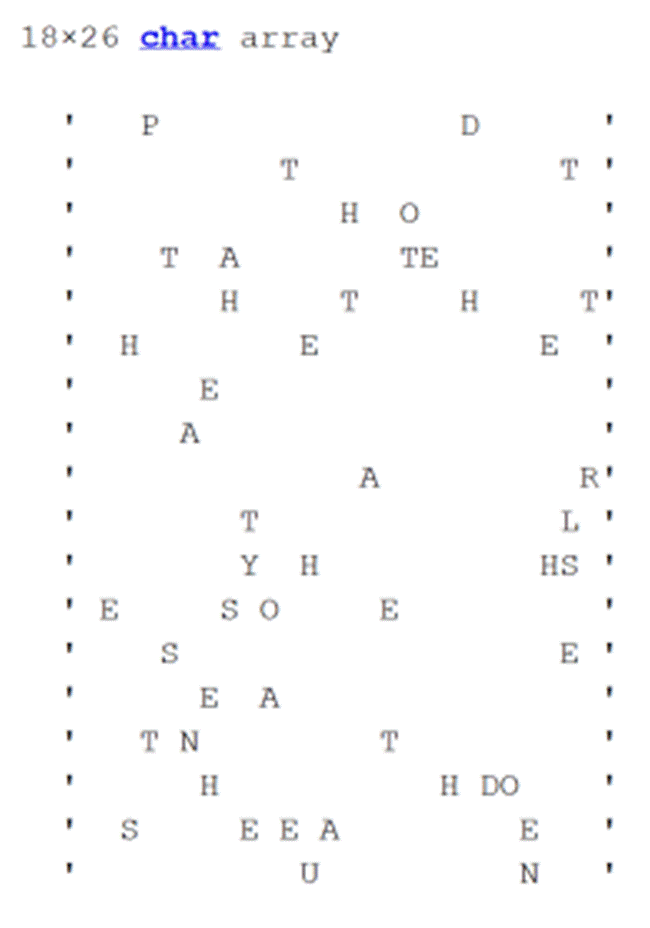 18×26 char array
'   P               D      '
'          T             T '
'             H  O         '
'    T  A        TE        '
'       H     T     H     T'
'  H        E           E  '
'      E                   '
'     A                    '
'              A          R'
'        T               L '
'        Y  H           HS '
' E     S O     E          '
'    S                   E '
'      E  A                '
'   T N         T          '
'      H           H DO    '
'  S     E E A         E   '
'           U          N   '